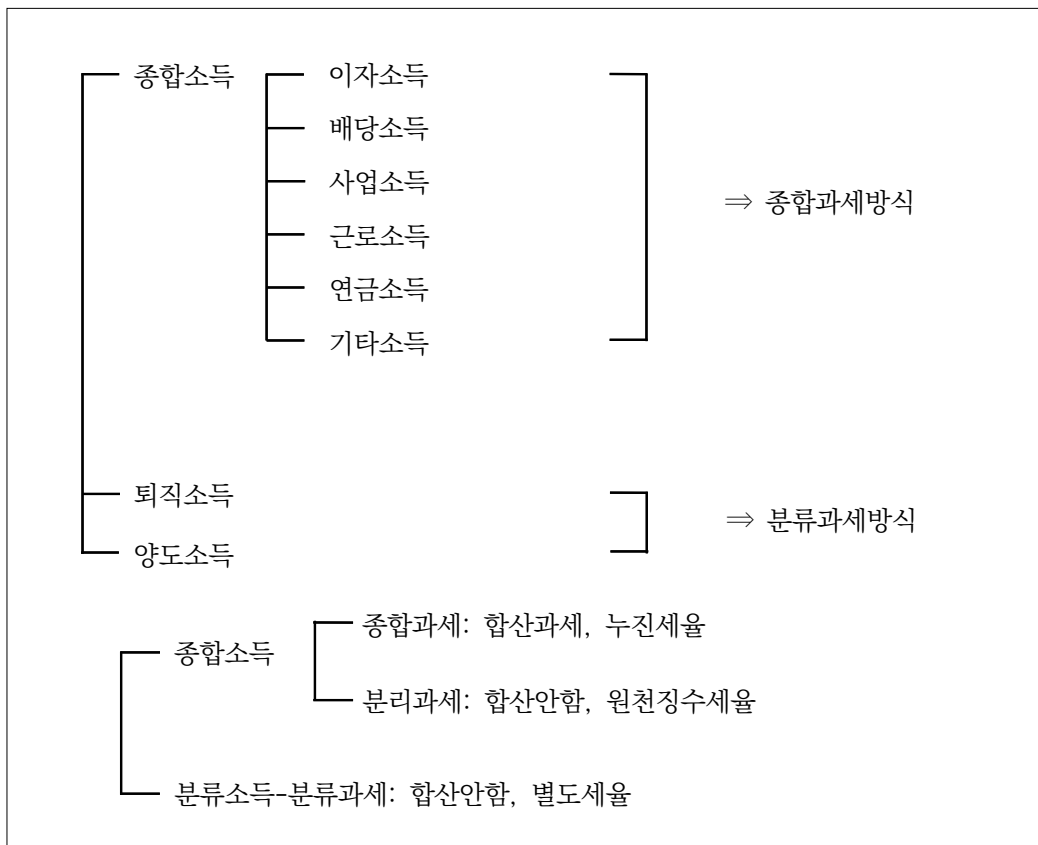 종합소득 이자소득
배당소득
사업소득
⇒ 종합과세방식
근로소득
연금소득
기타소득
퇴직소득
⇒ 분류과세방식
양도소득
종합과세: 합산과세, 누진세율
종합소득
분리과세: 합산안함, 원천징수세율
분류소득-분류과세: 합산안함, 별도세율